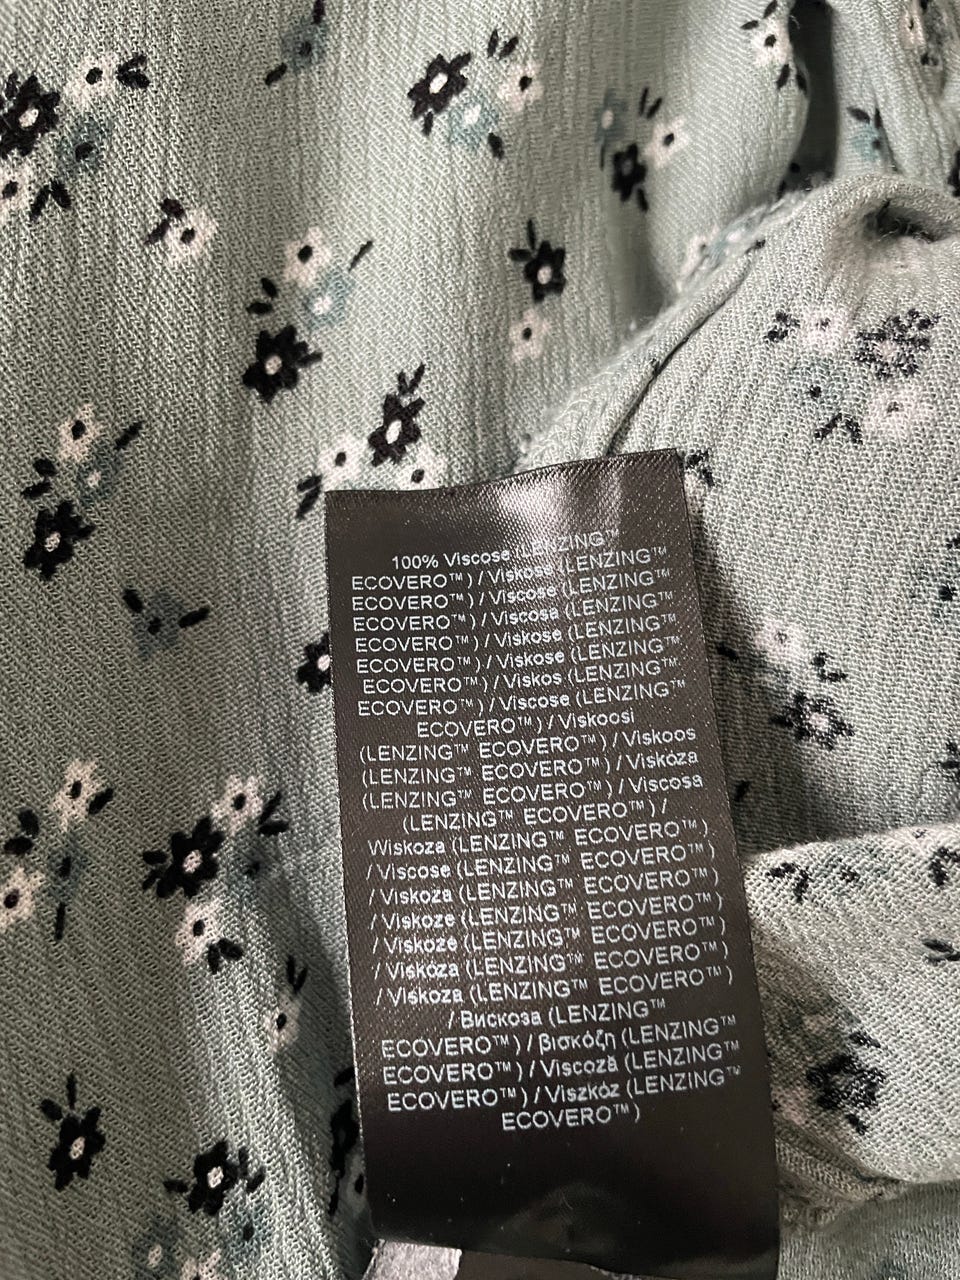 100% Viscose (LENZING™
ECOVERO™) / Viskose (LENZING™
ECOVERO™) / Viscose (LENZING™
ECOVERO™) / Viscosa (LENZING™
ECOVERO™) / Viskose (LENZING™
ECOVERO™) / Viskose (LENZING™
ECOVERO™) / Viskos (LENZING™
ECOVERO™) / Viscose (LENZING™
ECOVERO™) / Viskoosi
(LENZING™ ECOVERO™) / Viskoos
(LENZING™ ECOVERO™) / Viskóza
(LENZING™ ECOVERO™) / Viscosa
(LENZING™ ECOVERO™) /
Wiskoza (LENZING™ ECOVERO™)
/ Viscose (LENZING™ ECOVERO™)
/ Viskoza (LENZING™ ECOVERO™)
/ Viskoze (LENZING™ ECOVERO™)
/ Viskozė (LENZING™ ECOVERO™)
/ Viskóza (LENZING™ ECOVERO™)
/ Viskoza (LENZING™ ECOVERO™)
/ Вискоза (LENZING™
ECOVERO™) / βισκόζη (LENZING™
ECOVERO™) / Viscoză (LENZING™
ECOVERO™) / Viszkóz (LENZING™
ECOVERO™)